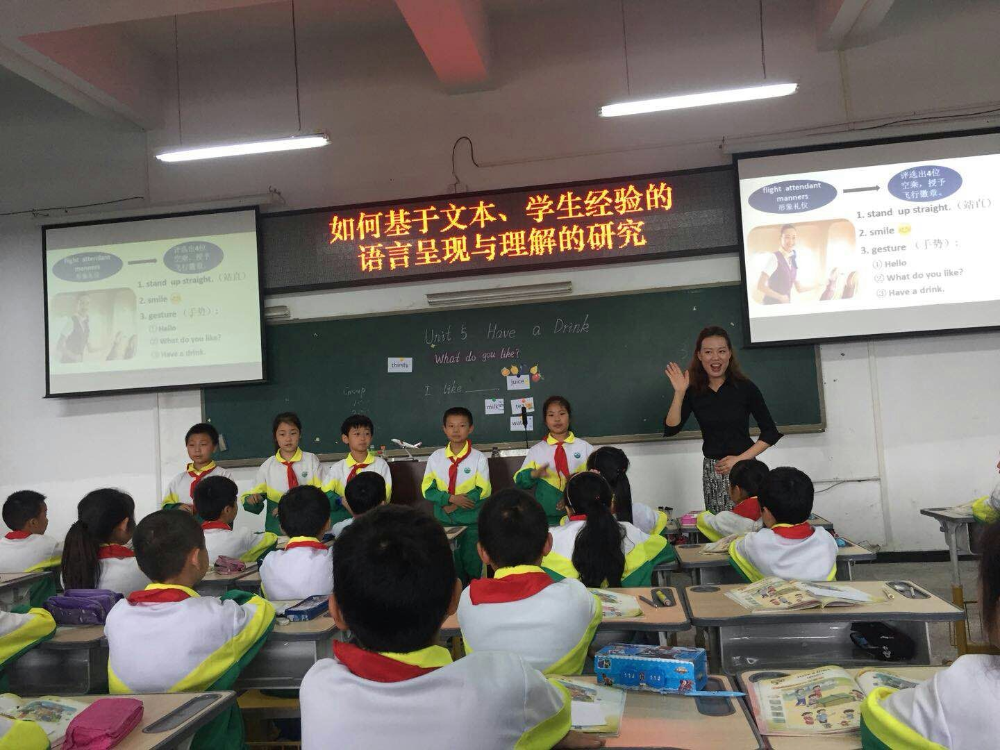 如何基于文本、学生经验的
语言呈现与理解的研究
flight attendant
manners
形象礼仪
评选出4位
空乘，授予
飞行徽章。
1. stand up straight.（站直）
2. smile
3. gesture （手势）:
① Hello
② What do you like?
③ Have a drink.
flight attendant
manners
形象礼仪
评选出4位
空乘，授予
飞行徽章。
1. stand up straight.（站直）
2. smile
3. gesture （手势）:
① Hello
② What do you like?
③ Have a drink.
Unit 5 Have a Drink
What do you like?
thirsty
juice
I like
milk
tea
Group
Have a drink